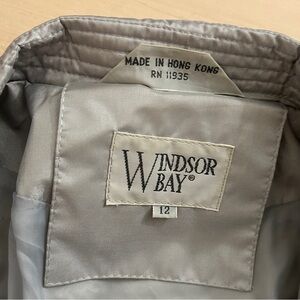 MADE IN HONG KONG
RN 11935
WINDSOR
BAY®
12